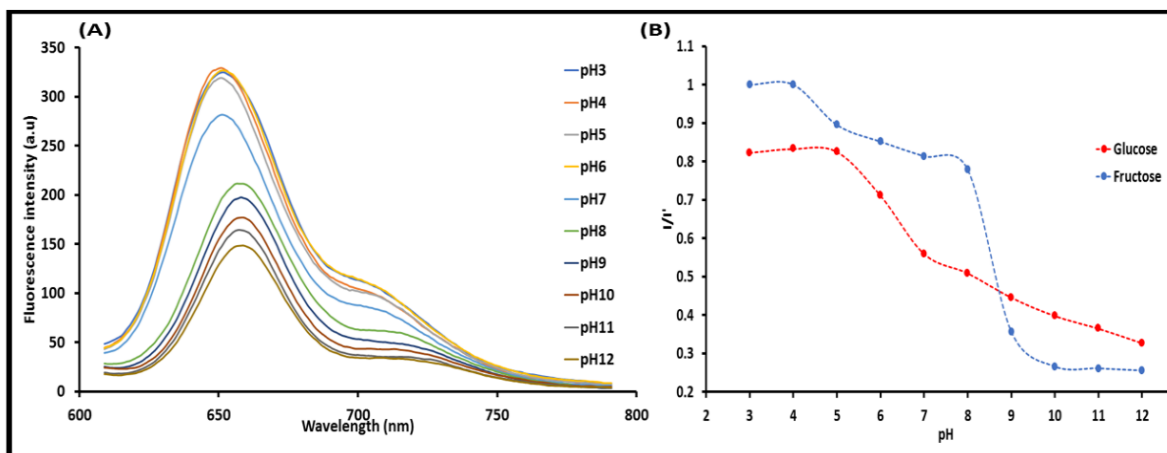 (A)
Fluorescence intensity (a.u)
350
300
250
200
150
100
50
0
600
650
700
750
800
Wavelength (nm)
pH3
pH4
pH5
pH6
pH7
pH8
pH9
pH10
pH11
pH12
(B)
I/I'
1.1
1
0.9
0.8
0.7
0.6
0.5
0.4
0.3
0.2
2
3
4
5
6
7
8
9
10
11
12
pH
Glucose
Fructose